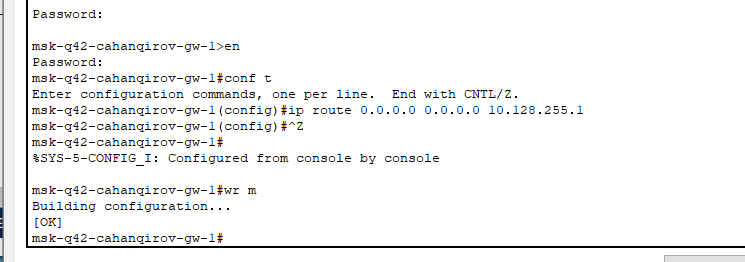 Password:
msk-q42-cahanqirov-gw-1>en
Password:
msk-q42-cahanqirov-gw-1#conf t
Enter configuration commands, one per line.  End with CNTL/Z.
msk-q42-cahanqirov-gw-1(config)#ip route 0.0.0.0 0.0.0.0 10.128.255.1
msk-q42-cahanqirov-gw-1(config)#^Z
msk-q42-cahanqirov-gw-1#
%SYS-5-CONFIG_I: Configured from console by console
msk-q42-cahanqirov-gw-1#wr m
Building configuration...
[OK]
msk-q42-cahanqirov-gw-1#